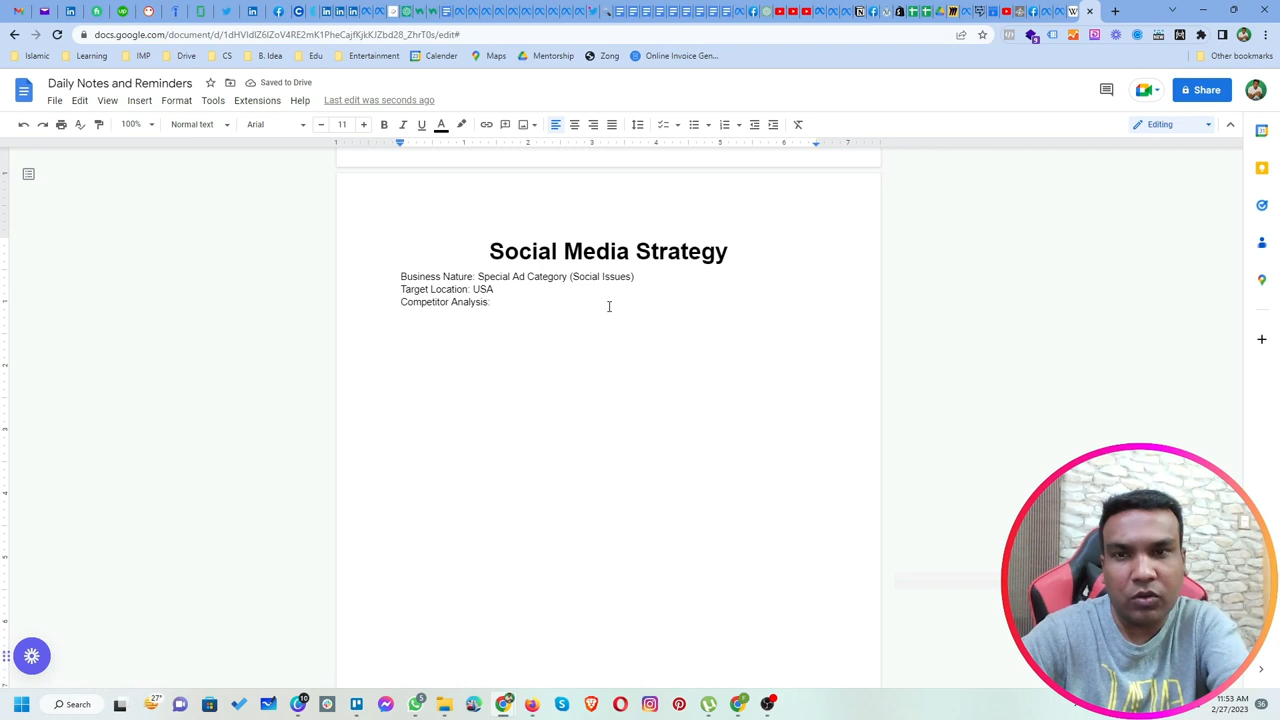 docs.google.com/document/d/1dHVIdIZ6IZoV4RE2mK1PheCajfKjkKJZbd28_ZhrT0s/edit#
Islamic
Learning
IMP
Drive
CS
B. Idea
Edu
Entertainment
Calender
Maps
Mentorship
Zong
Online Invoice Gen...
Other bookmarks
Daily Notes and Reminders
Saved to Drive
File Edit View Insert Format Tools Extensions Help
Last edit was seconds ago
Share
100%
Normal text
Arial
11
Editing
Social Media Strategy
Business Nature: Special Ad Category (Social Issues)
Target Location: USA
Competitor Analysis:
Search
27°
11:53 AM
2/27/2023
36